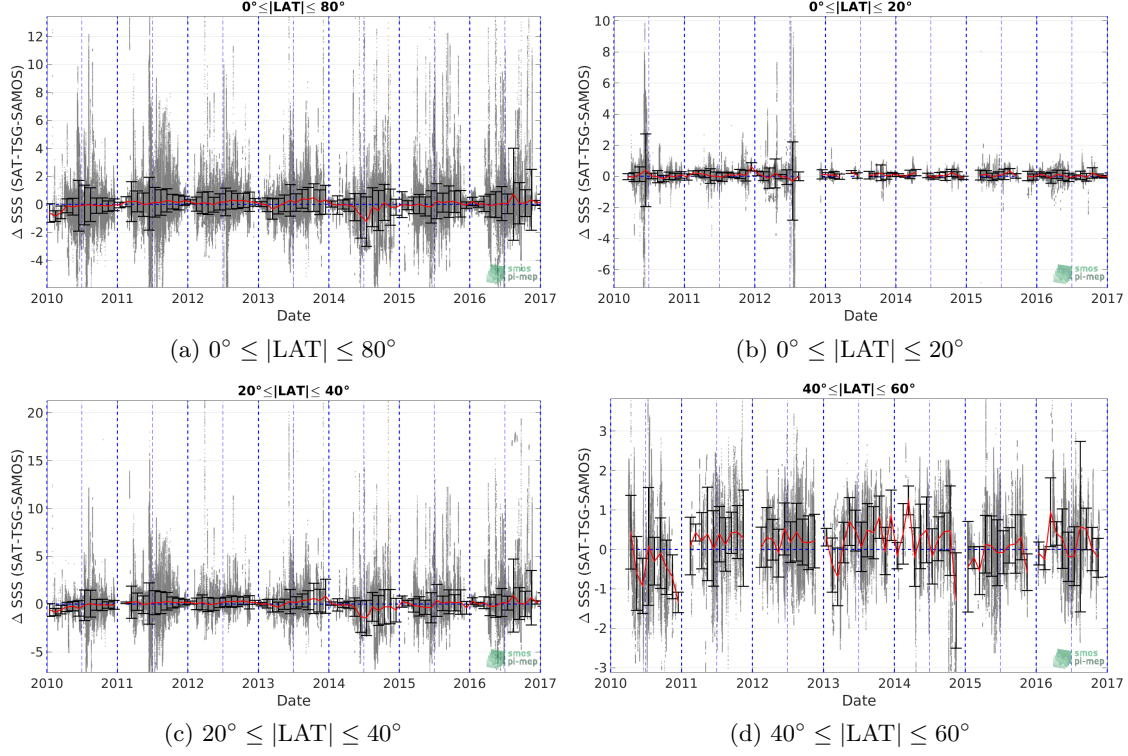 0°≤|LAT|≤ 80°
Δ SSS (SAT-TSG-SAMOS)
12
10
8
6
4
2
0
-2
-4
2010 2011 2012 2013 2014 2015 2016 2017
Date
smos
pi-mep
(a) 0° ≤ |LAT| ≤ 80°
0°≤|LAT|≤ 20°
Δ SSS (SAT-TSG-SAMOS)
10
8
6
4
2
0
-2
-4
-6
2010 2011 2012 2013 2014 2015 2016 2017
Date
smos
pi-mep
(b) 0° ≤ |LAT| ≤ 20°
20°≤|LAT|≤ 40°
Δ SSS (SAT-TSG-SAMOS)
20
15
10
5
0
-5
2010 2011 2012 2013 2014 2015 2016 2017
Date
smos
pi-mep
(c) 20° ≤ |LAT| ≤ 40°
40°≤|LAT|≤ 60°
Δ SSS (SAT-TSG-SAMOS)
3
2
1
0
-1
-2
-3
2010 2011 2012 2013 2014 2015 2016 2017
Date
smos
pi-mep
(d) 40° ≤ |LAT| ≤ 60°